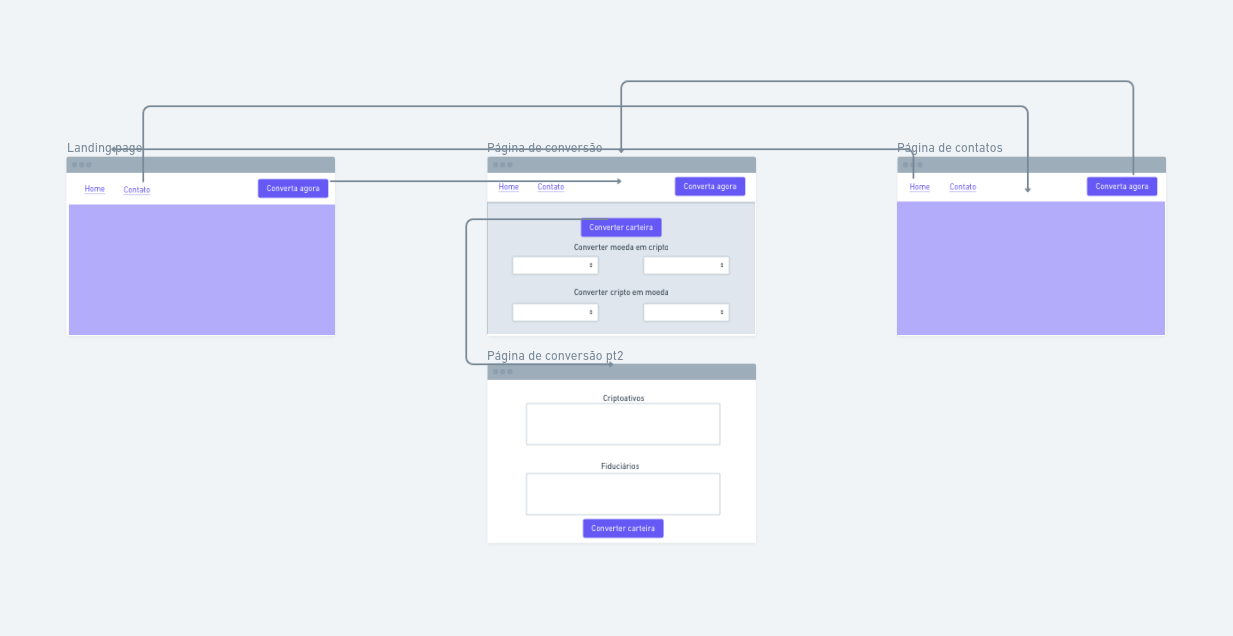 Landing page
Home
Contato
Converta agora
Página de conversão
Home
Contato
Converta agora
Converter carteira
Converter moeda em cripto
Converter cripto em moeda
Página de conversão pt2
Criptoativos
Fiduciários
Converter carteira
Página de contatos
Home
Contato
Converta agora